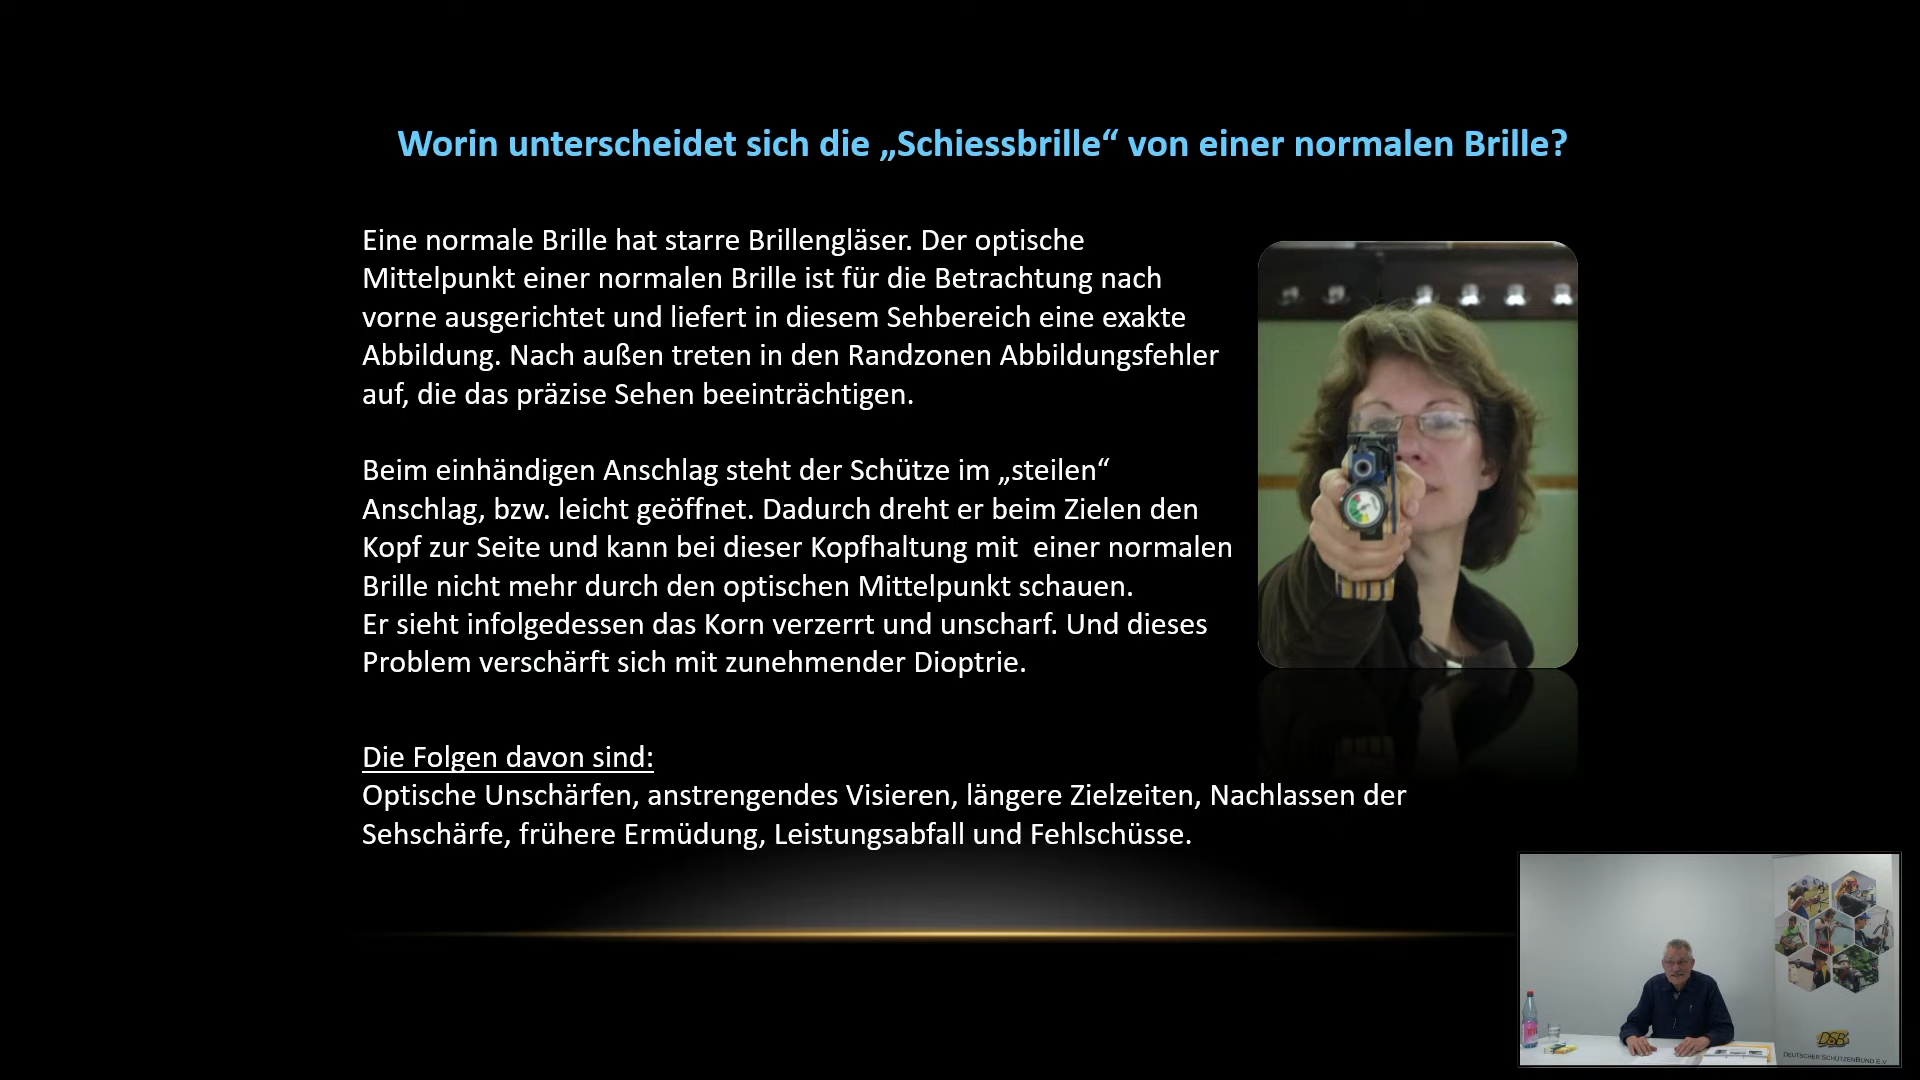 Worin unterscheidet sich die „Schiessbrille“ von einer normalen Brille?
Eine normale Brille hat starre Brillengläser. Der optische
Mittelpunkt einer normalen Brille ist für die Betrachtung nach
vorne ausgerichtet und liefert in diesem Sehbereich eine exakte
Abbildung. Nach außen treten in den Randzonen Abbildungsfehler
auf, die das präzise Sehen beeinträchtigen.
Beim einhändigen Anschlag steht der Schütze im „steilen“
Anschlag, bzw. leicht geöffnet. Dadurch dreht er beim Zielen den
Kopf zur Seite und kann bei dieser Kopfhaltung mit  einer normalen
Brille nicht mehr durch den optischen Mittelpunkt schauen.
Er sieht infolgedessen das Korn verzerrt und unscharf. Und dieses
Problem verschärft sich mit zunehmender Dioptrie.
Die Folgen davon sind:
Optische Unschärfen, anstrengendes Visieren, längere Zielzeiten, Nachlassen der
Sehschärfe, frühere Ermüdung, Leistungsabfall und Fehlschüsse.
DSB
DEUTSCHER SCHÜTZENBUND E.V.